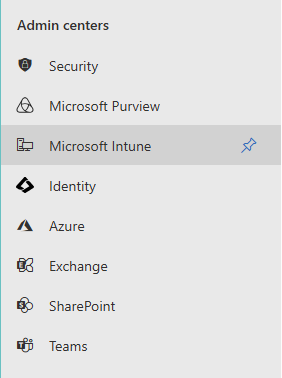 Admin centers
Security
Microsoft Purview
Microsoft Intune
Identity
Azure
Exchange
SharePoint
Teams